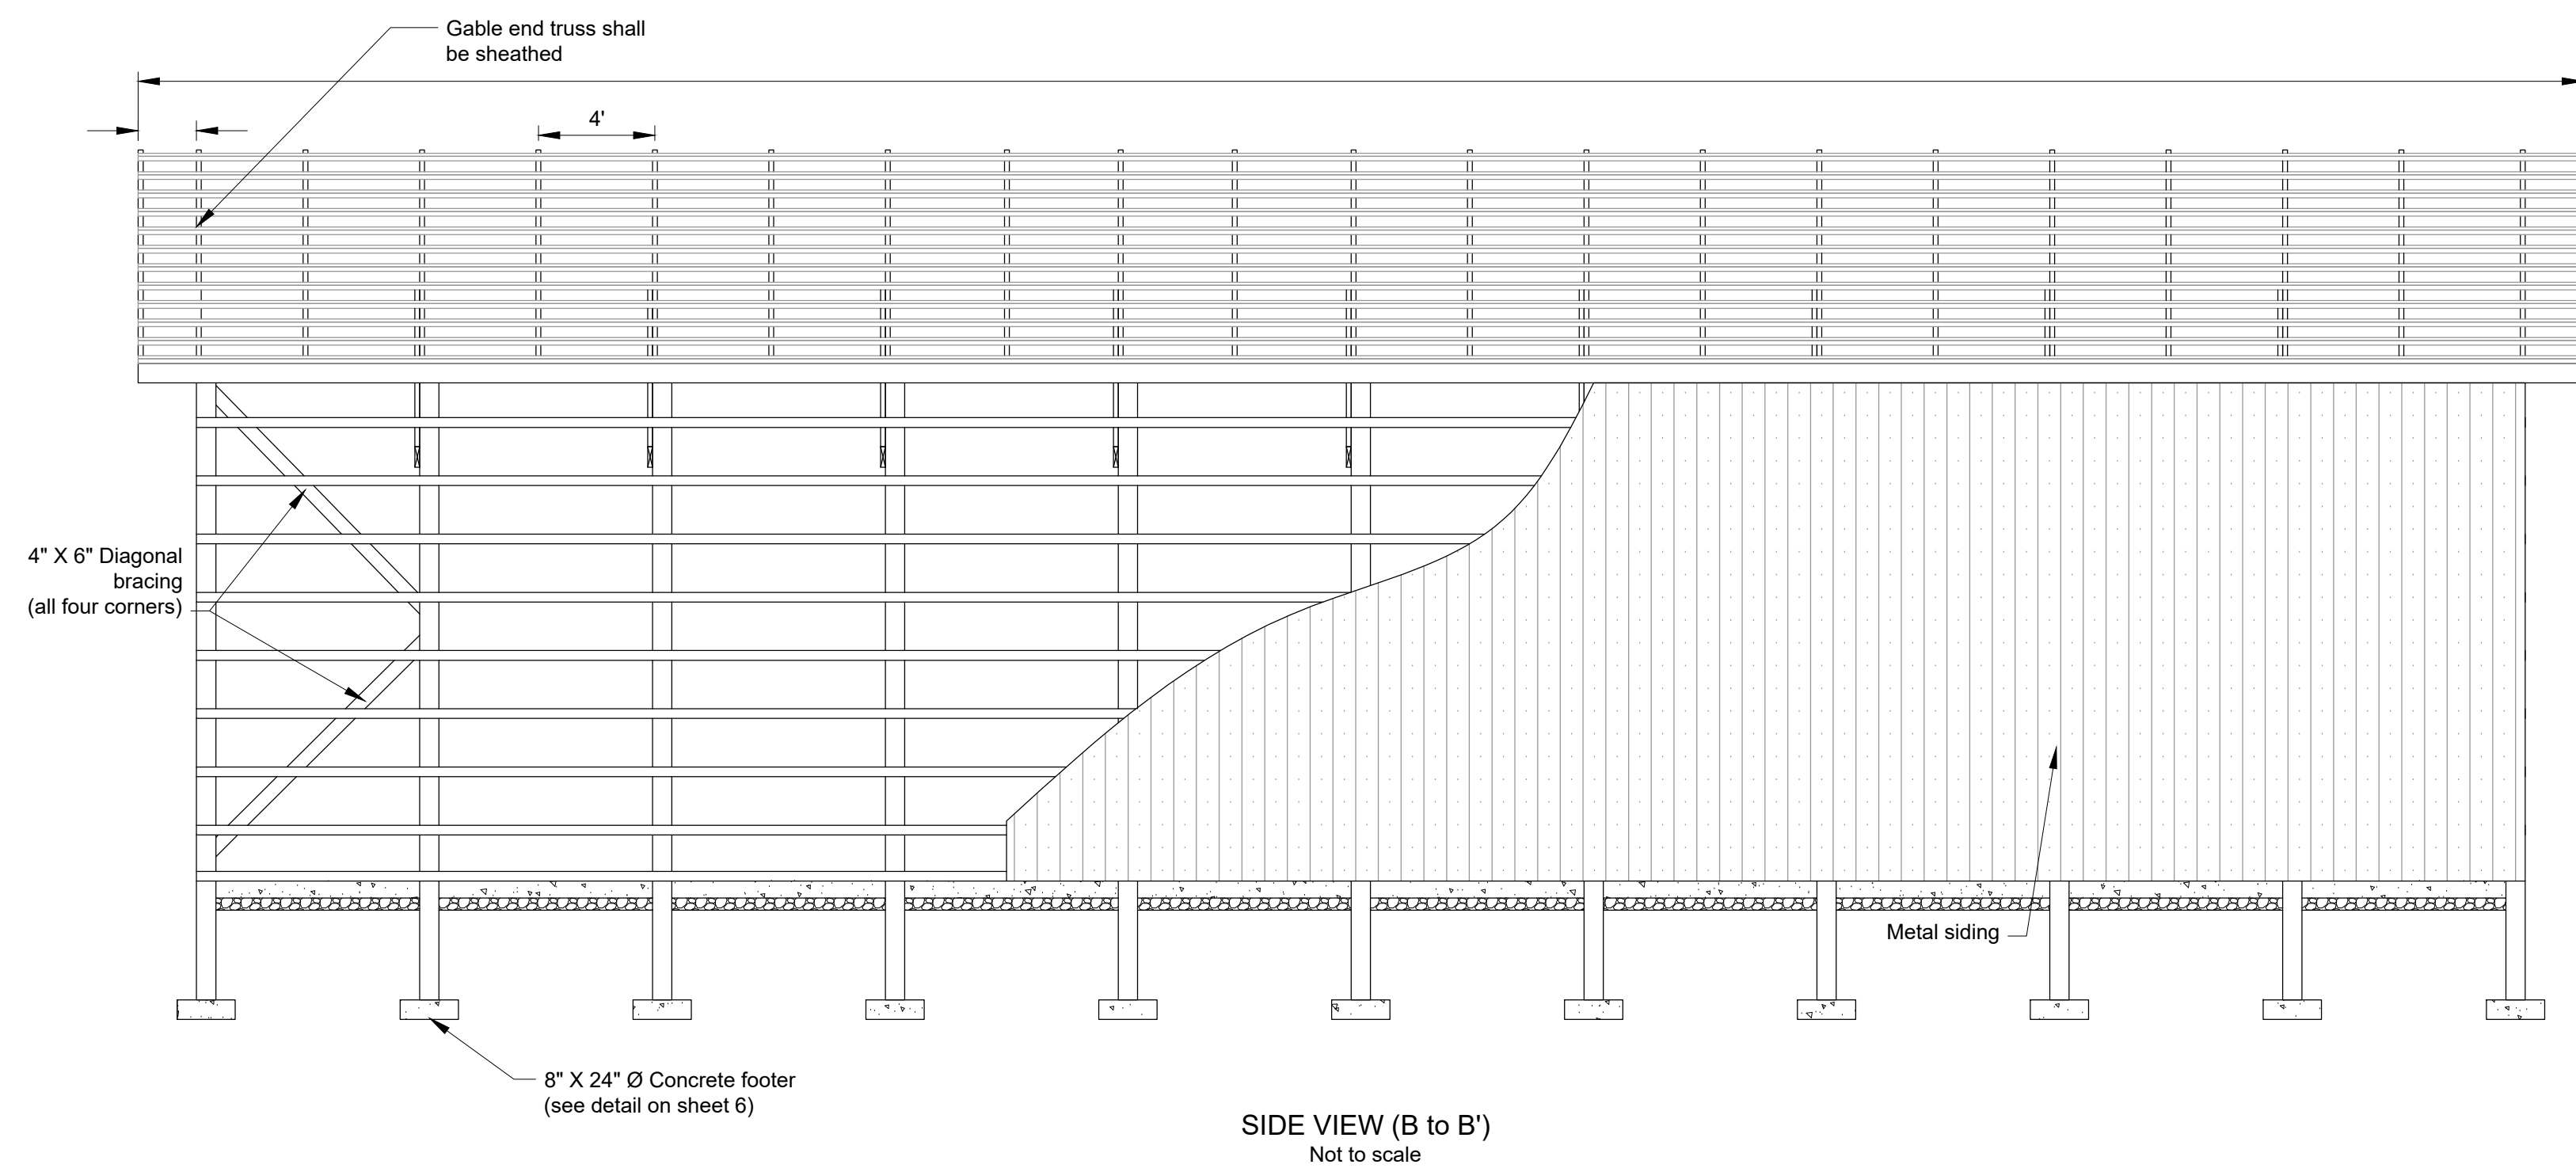 Gable end truss shall
be sheathed
4'
4" X 6" Diagonal
bracing
(all four corners)
Metal siding
8" X 24" Ø Concrete footer
(see detail on sheet 6)
SIDE VIEW (B to B')
Not to scale